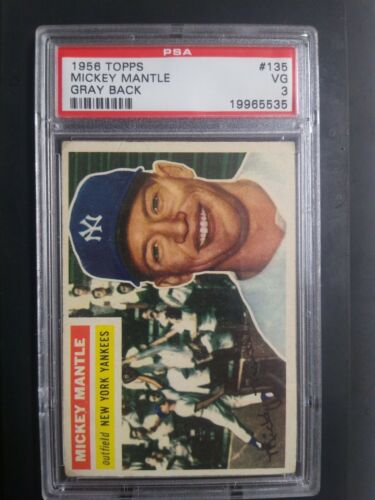 PSA
1956 TOPPS #135
MICKEY MANTLE VG
GRAY BACK 3
19965535
NY
MICKEY MANTLE
outfield NEW YORK YANKEES